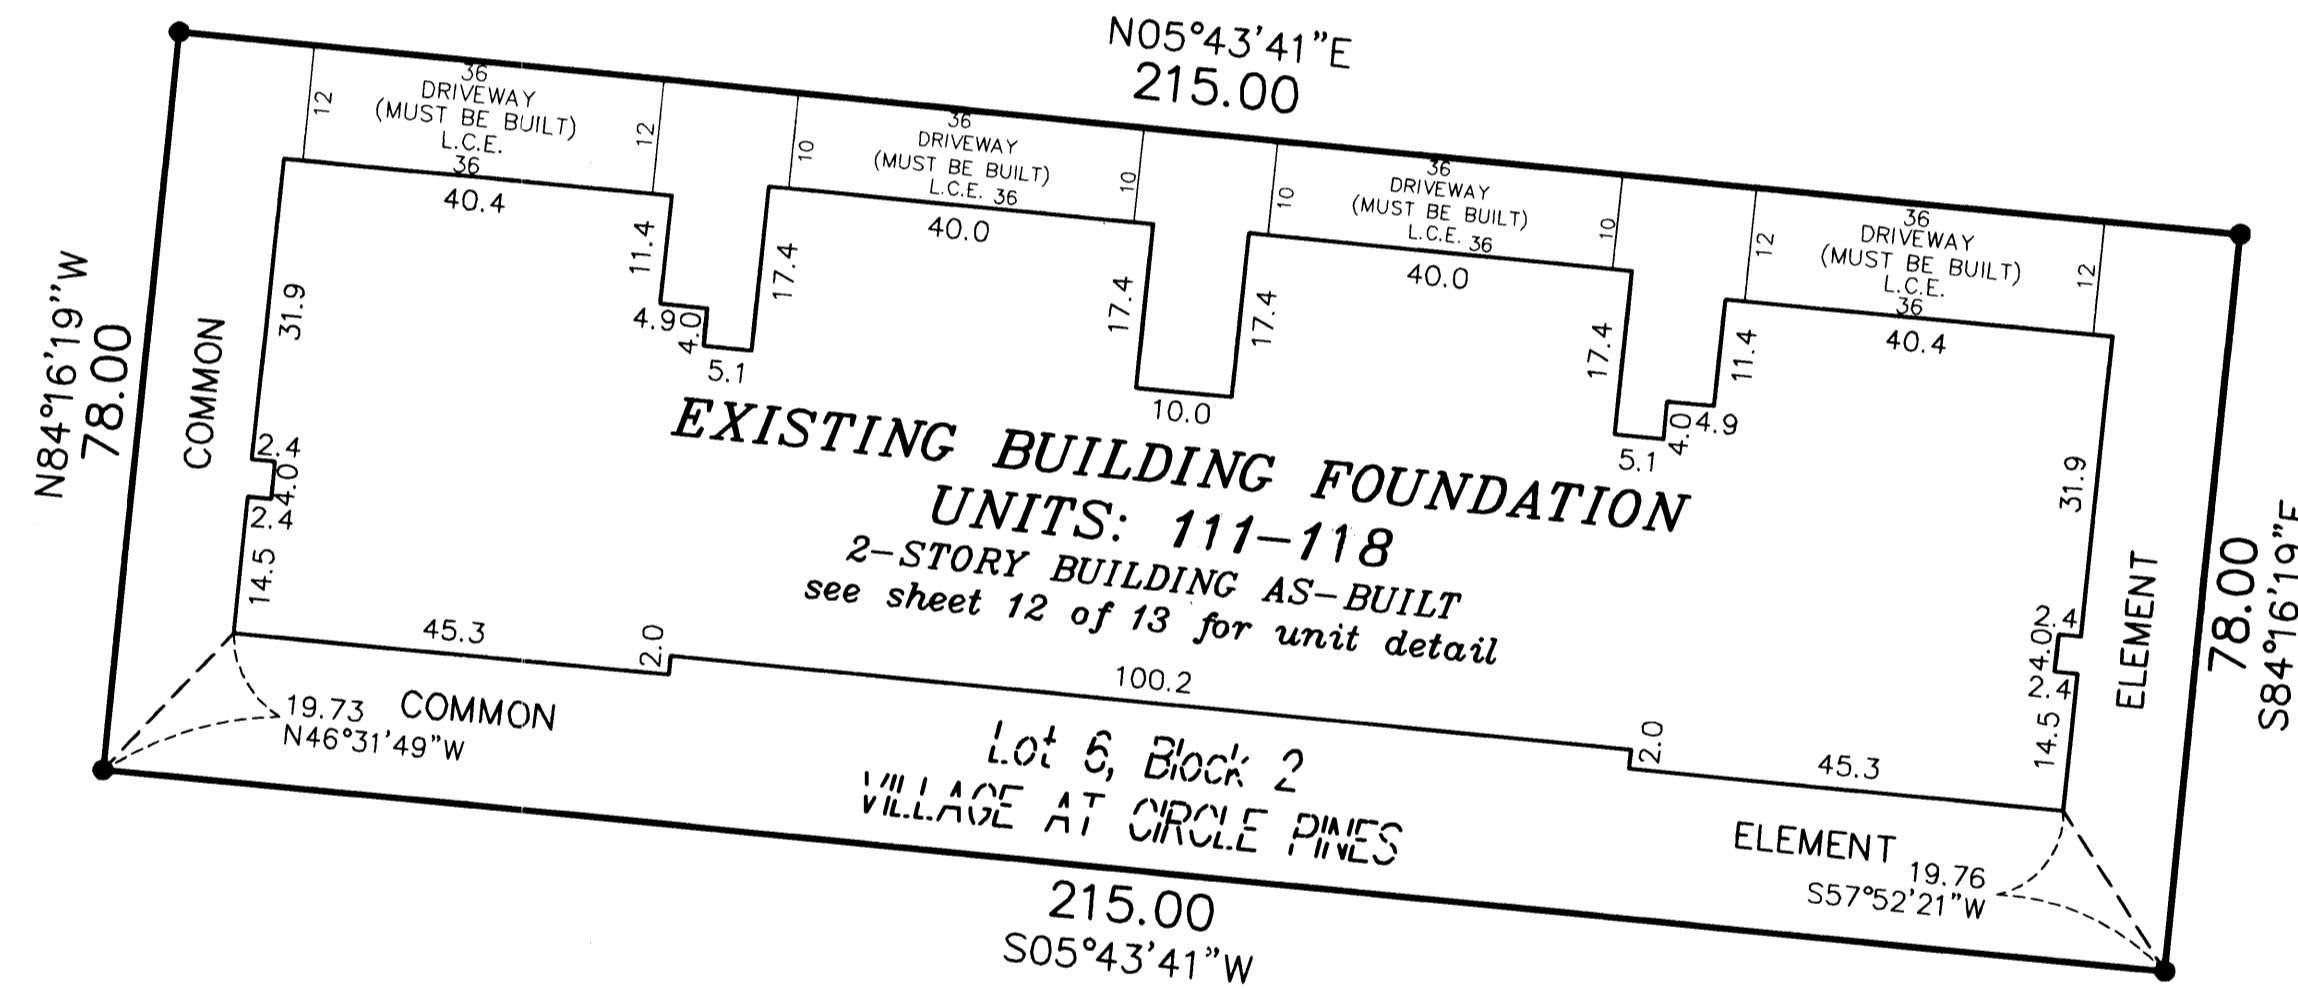 N05°43'41"E
215.00
36
DRIVEWAY
(MUST BE BUILT)
L.C.E.
36
12
12
40.4
36
DRIVEWAY
(MUST BE BUILT)
L.C.E. 36
10
10
40.0
36
DRIVEWAY
(MUST BE BUILT)
L.C.E. 36
10
10
40.0
36
DRIVEWAY
(MUST BE BUILT)
L.C.E.
36
12
12
40.4
N84°16'19"W
78.00
COMMON
31.9
11.4
4.9
4.0
5.1
17.4
17.4
10.0
17.4
17.4
5.1
4.0
4.9
11.4
31.9
2.4
4.0
2.4
14.5
EXISTING BUILDING FOUNDATION
UNITS: 111-118
2-STORY BUILDING AS-BUILT
see sheet 12 of 13 for unit detail
2.4
4.0
2.4
14.5
ELEMENT
78.00
S84°16'19"E
45.3
2.0
100.2
2.0
45.3
19.73
N46°31'49"W
COMMON
Lot 6, Block 2
VILLAGE AT CIRCLE PINES
ELEMENT
19.76
S57°52'21"W
215.00
S05°43'41"W